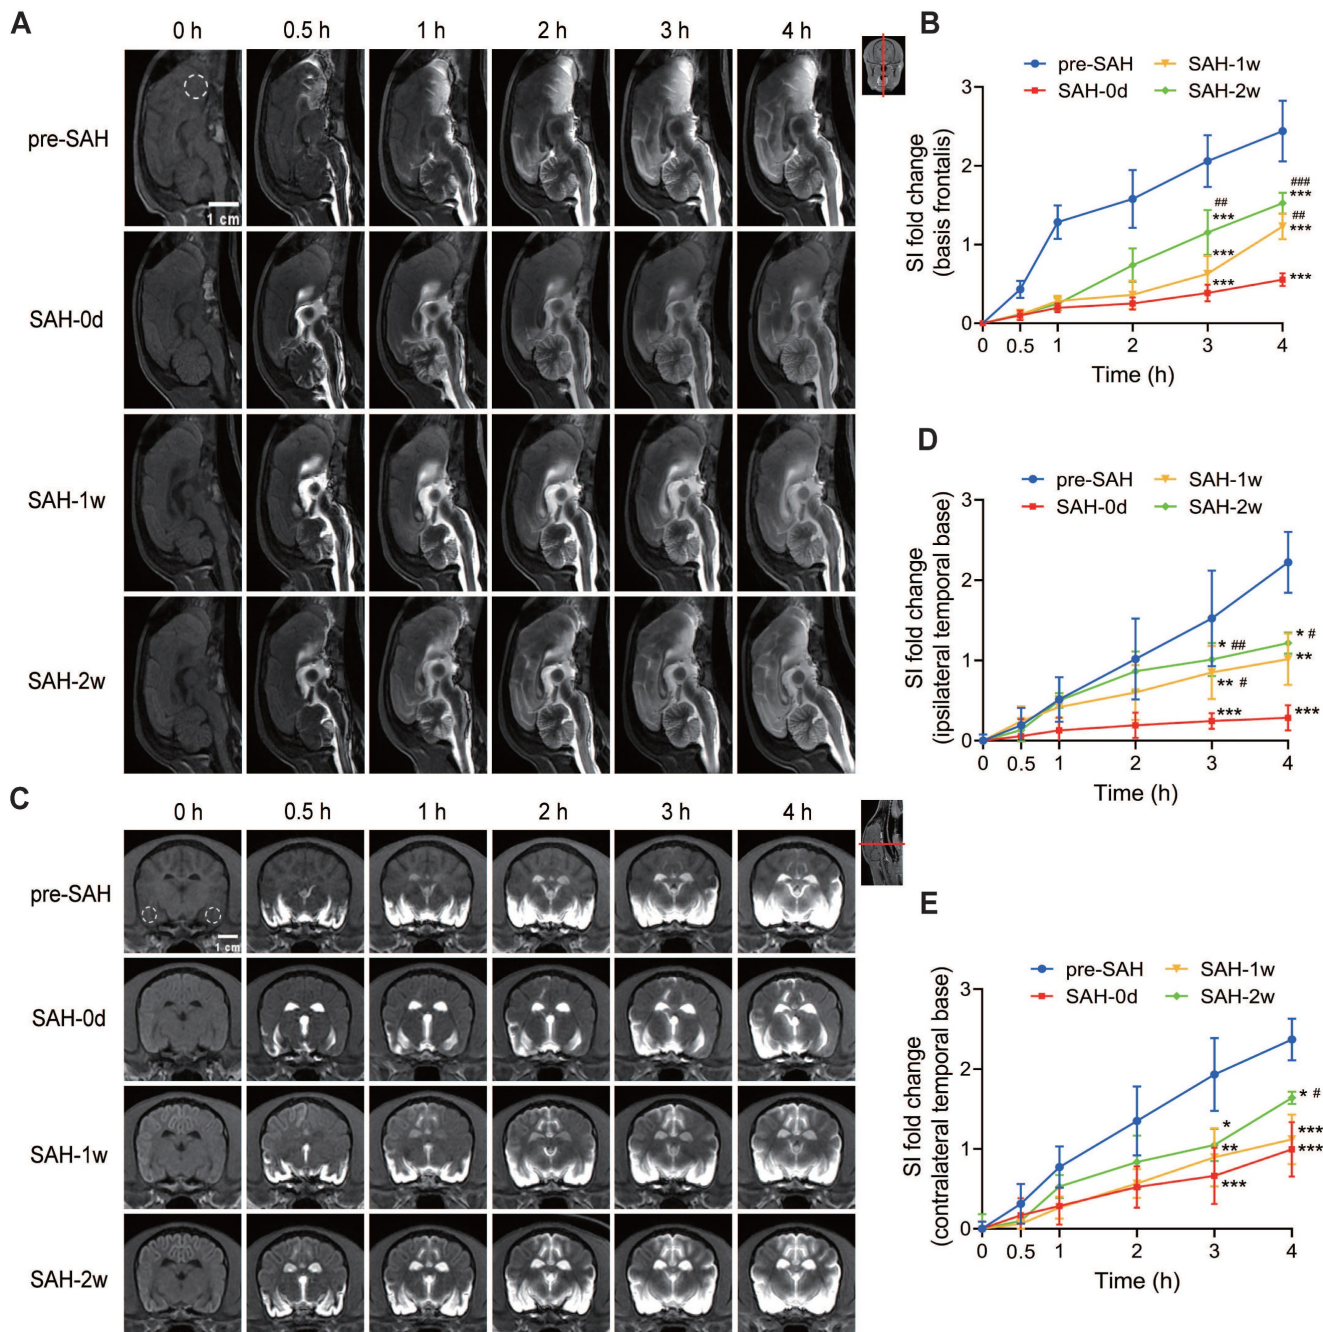 A
0 h 0.5 h 1 h 2 h 3 h 4 h
pre-SAH
1 cm
SAH-0d
SAH-1w
SAH-2w
B
pre-SAH SAH-1w
SAH-0d SAH-2w
SI fold change
(basis frontalis)
3
2
1
0
## *** *** ***
### *** ## *** ***
0 0.5 1 2 3 4
Time (h)
C
0 h 0.5 h 1 h 2 h 3 h 4 h
pre-SAH
1 cm
SAH-0d
SAH-1w
SAH-2w
D
pre-SAH SAH-1w
SAH-0d SAH-2w
SI fold change
(ipsilateral temporal base)
3
2
1
0
* ## ** # ***
* # ** ***
0 0.5 1 2 3 4
Time (h)
E
pre-SAH SAH-1w
SAH-0d SAH-2w
SI fold change
(contralateral temporal base)
3
2
1
0
* ** ***
* # *** ***
0 0.5 1 2 3 4
Time (h)